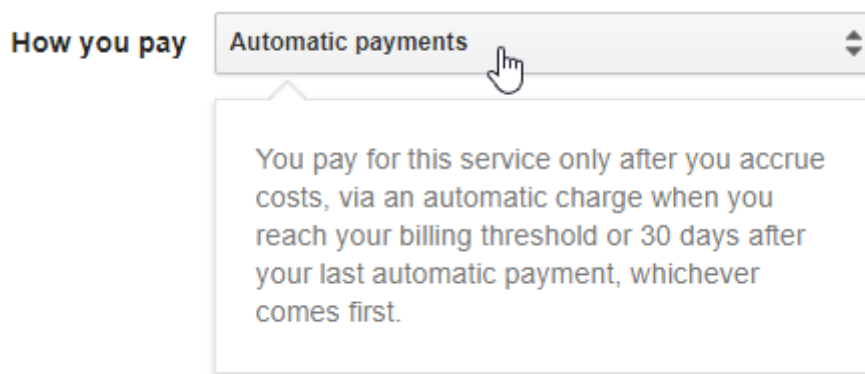 How you pay Automatic payments
You pay for this service only after you accrue
costs, via an automatic charge when you
reach your billing threshold or 30 days after
your last automatic payment, whichever
comes first.